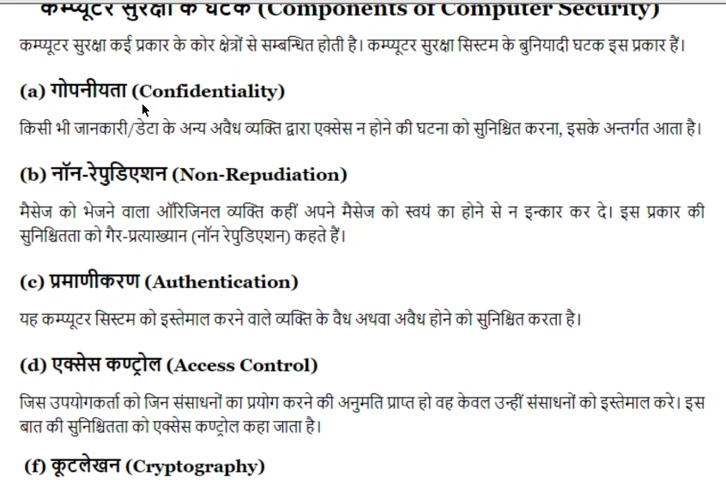 कम्प्यूटर सुरक्षा के घटक (Components of Computer Security)
कम्प्यूटर सुरक्षा कई प्रकार के कोर क्षेत्रों से सम्बन्धित होती है। कम्प्यूटर सुरक्षा सिस्टम के बुनियादी घटक इस प्रकार हैं।
(a) गोपनीयता (Confidentiality)
किसी भी जानकारी/डेटा के अन्य अवैध व्यक्ति द्वारा एक्सेस न होने की घटना को सुनिश्चित करना, इसके अन्तर्गत आता है।
(b) नॉन-रेपुडिएशन (Non-Repudiation)
मैसेज को भेजने वाला ऑरिजिनल व्यक्ति कहीं अपने मैसेज को स्वयं का होने से न इन्कार कर दे। इस प्रकार की
सुनिश्चितता को गैर-प्रत्याख्यान (नॉन रेपुडिएशन) कहते हैं।
(c) प्रमाणीकरण (Authentication)
यह कम्प्यूटर सिस्टम को इस्तेमाल करने वाले व्यक्ति के वैध अथवा अवैध होने को सुनिश्चित करता है।
(d) एक्सेस कण्ट्रोल (Access Control)
जिस उपयोगकर्ता को जिन संसाधनों का प्रयोग करने की अनुमति प्राप्त हो वह केवल उन्हीं संसाधनों को इस्तेमाल करे। इस
बात की सुनिश्चितता को एक्सेस कण्ट्रोल कहा जाता है।
(f) कूटलेखन (Cryptography)